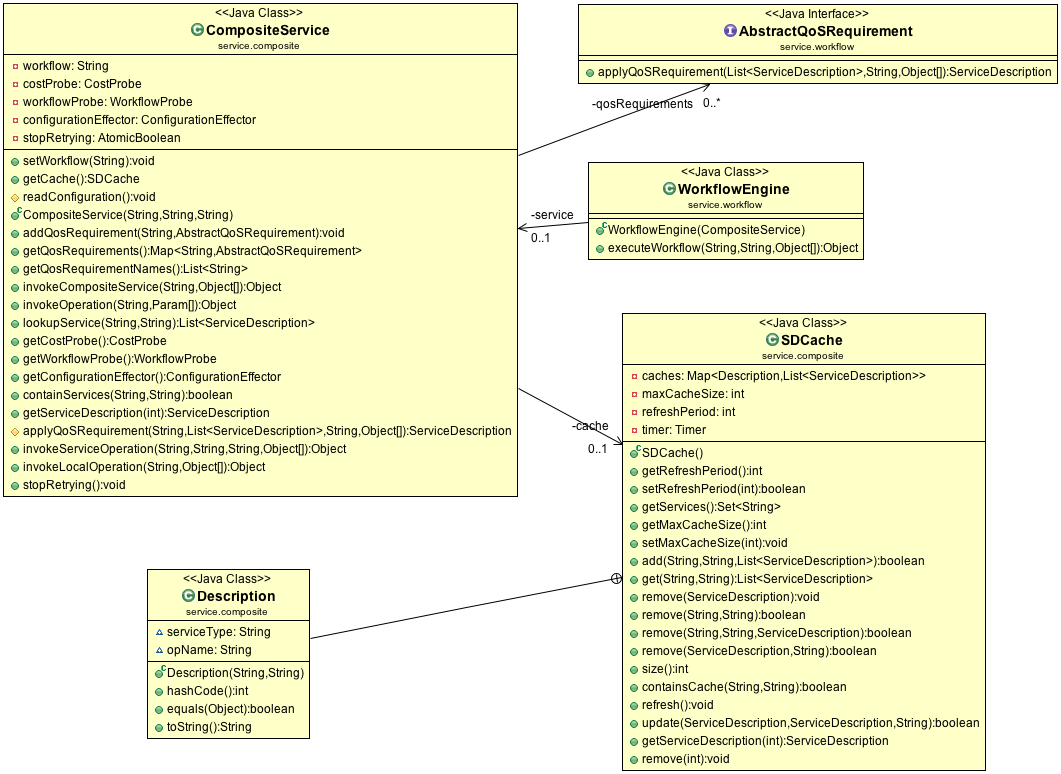 <<Java Class>>
CompositeService
service.composite
workflow: String
costProbe: CostProbe
workflowProbe: WorkflowProbe
configurationEffector: ConfigurationEffector
stopRetrying: AtomicBoolean
setWorkflow(String):void
getCache():SDCache
readConfiguration():void
CompositeService(String,String,String)
addQosRequirement(String,AbstractQoSRequirement):void
getQosRequirements():Map<String,AbstractQoSRequirement>
getQosRequirementNames():List<String>
invokeCompositeService(String,Object[]):Object
invokeOperation(String,Param[]):Object
lookupService(String,String):List<ServiceDescription>
getCostProbe():CostProbe
getWorkflowProbe():WorkflowProbe
getConfigurationEffector():ConfigurationEffector
containServices(String,String):boolean
getServiceDescription(int):ServiceDescription
applyQoSRequirement(String,List<ServiceDescription>,String,Object[]):ServiceDescription
invokeServiceOperation(String,String,String,Object[]):Object
invokeLocalOperation(String,Object[]):Object
stopRetrying():void
<<Java Interface>>
AbstractQoSRequirement
service.workflow
applyQoSRequirement(List<ServiceDescription>,String,Object[]):ServiceDescription
-qosRequirements
0..*
<<Java Class>>
WorkflowEngine
service.workflow
WorkflowEngine(CompositeService)
executeWorkflow(String,String,Object[]):Object
-service
0..1
<<Java Class>>
SDCache
service.composite
caches: Map<Description,List<ServiceDescription>>
maxCacheSize: int
refreshPeriod: int
timer: Timer
SDCache()
getRefreshPeriod():int
setRefreshPeriod(int):boolean
getServices():Set<String>
getMaxCacheSize():int
setMaxCacheSize(int):void
add(String,String,List<ServiceDescription>):boolean
get(String,String):List<ServiceDescription>
remove(ServiceDescription):void
remove(String,String):boolean
remove(String,String,ServiceDescription):boolean
remove(ServiceDescription,String):boolean
size():int
containsCache(String,String):boolean
refresh():void
update(ServiceDescription,ServiceDescription,String):boolean
getServiceDescription(int):ServiceDescription
remove(int):void
-cache
0..1
<<Java Class>>
Description
service.composite
serviceType: String
opName: String
Description(String,String)
hashCode():int
equals(Object):boolean
toString():String